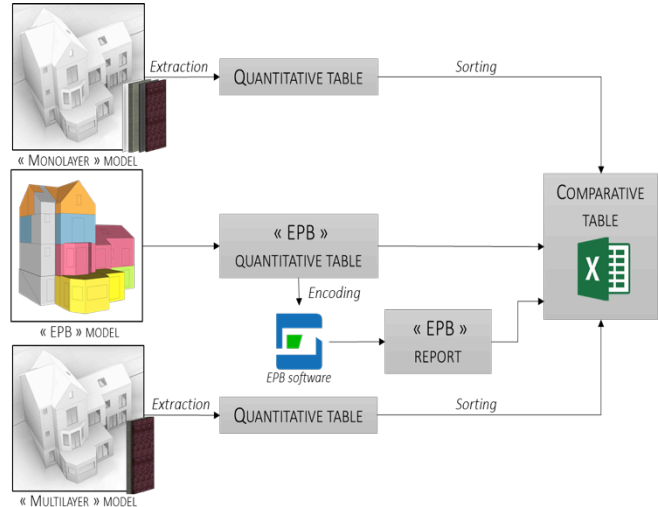 Extraction
QUANTITATIVE TABLE
Sorting
« MONOLAYER » MODEL
COMPARATIVE
TABLE
X
« EPB »
QUANTITATIVE TABLE
Encoding
« EPB » MODEL
« EPB »
REPORT
EPB software
Extraction
QUANTITATIVE TABLE
Sorting
« MULTILAYER » MODEL